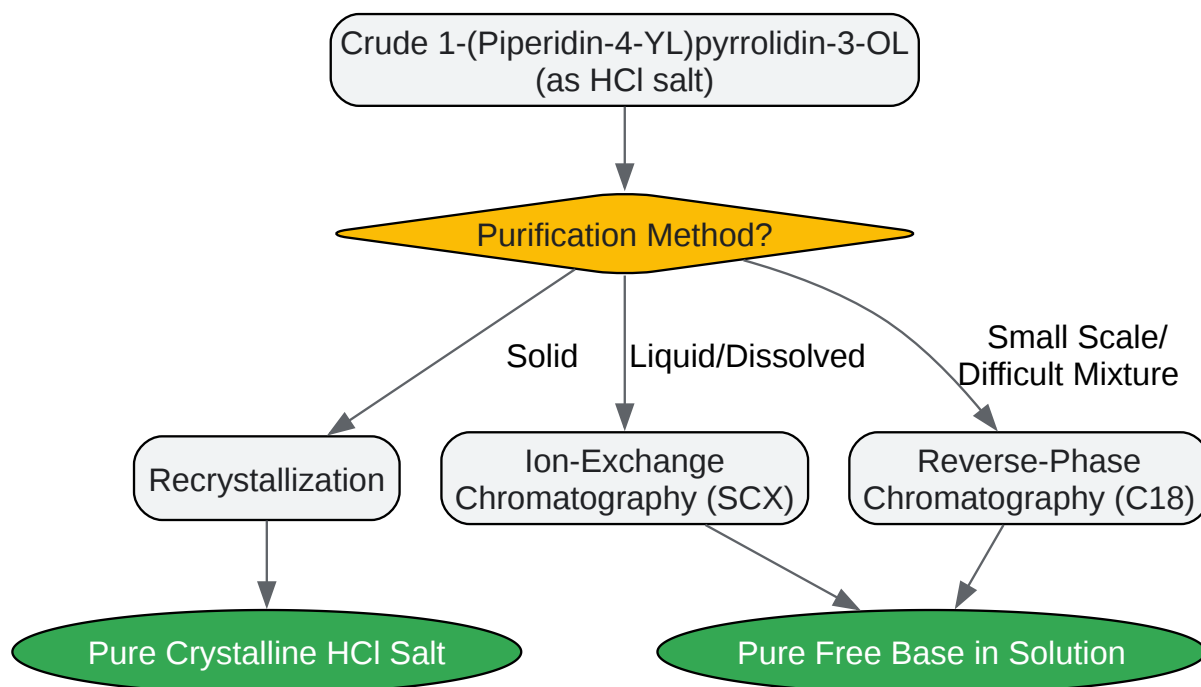 Crude 1-(Piperidin-4-YL)pyrrolidin-3-OL
(as HCl salt)
Purification Method?
Solid
Liquid/Dissolved
Small Scale/
Difficult Mixture
Recrystallization
Ion-Exchange
Chromatography (SCX)
Reverse-Phase
Chromatography (C18)
Pure Crystalline HCl Salt
Pure Free Base in Solution